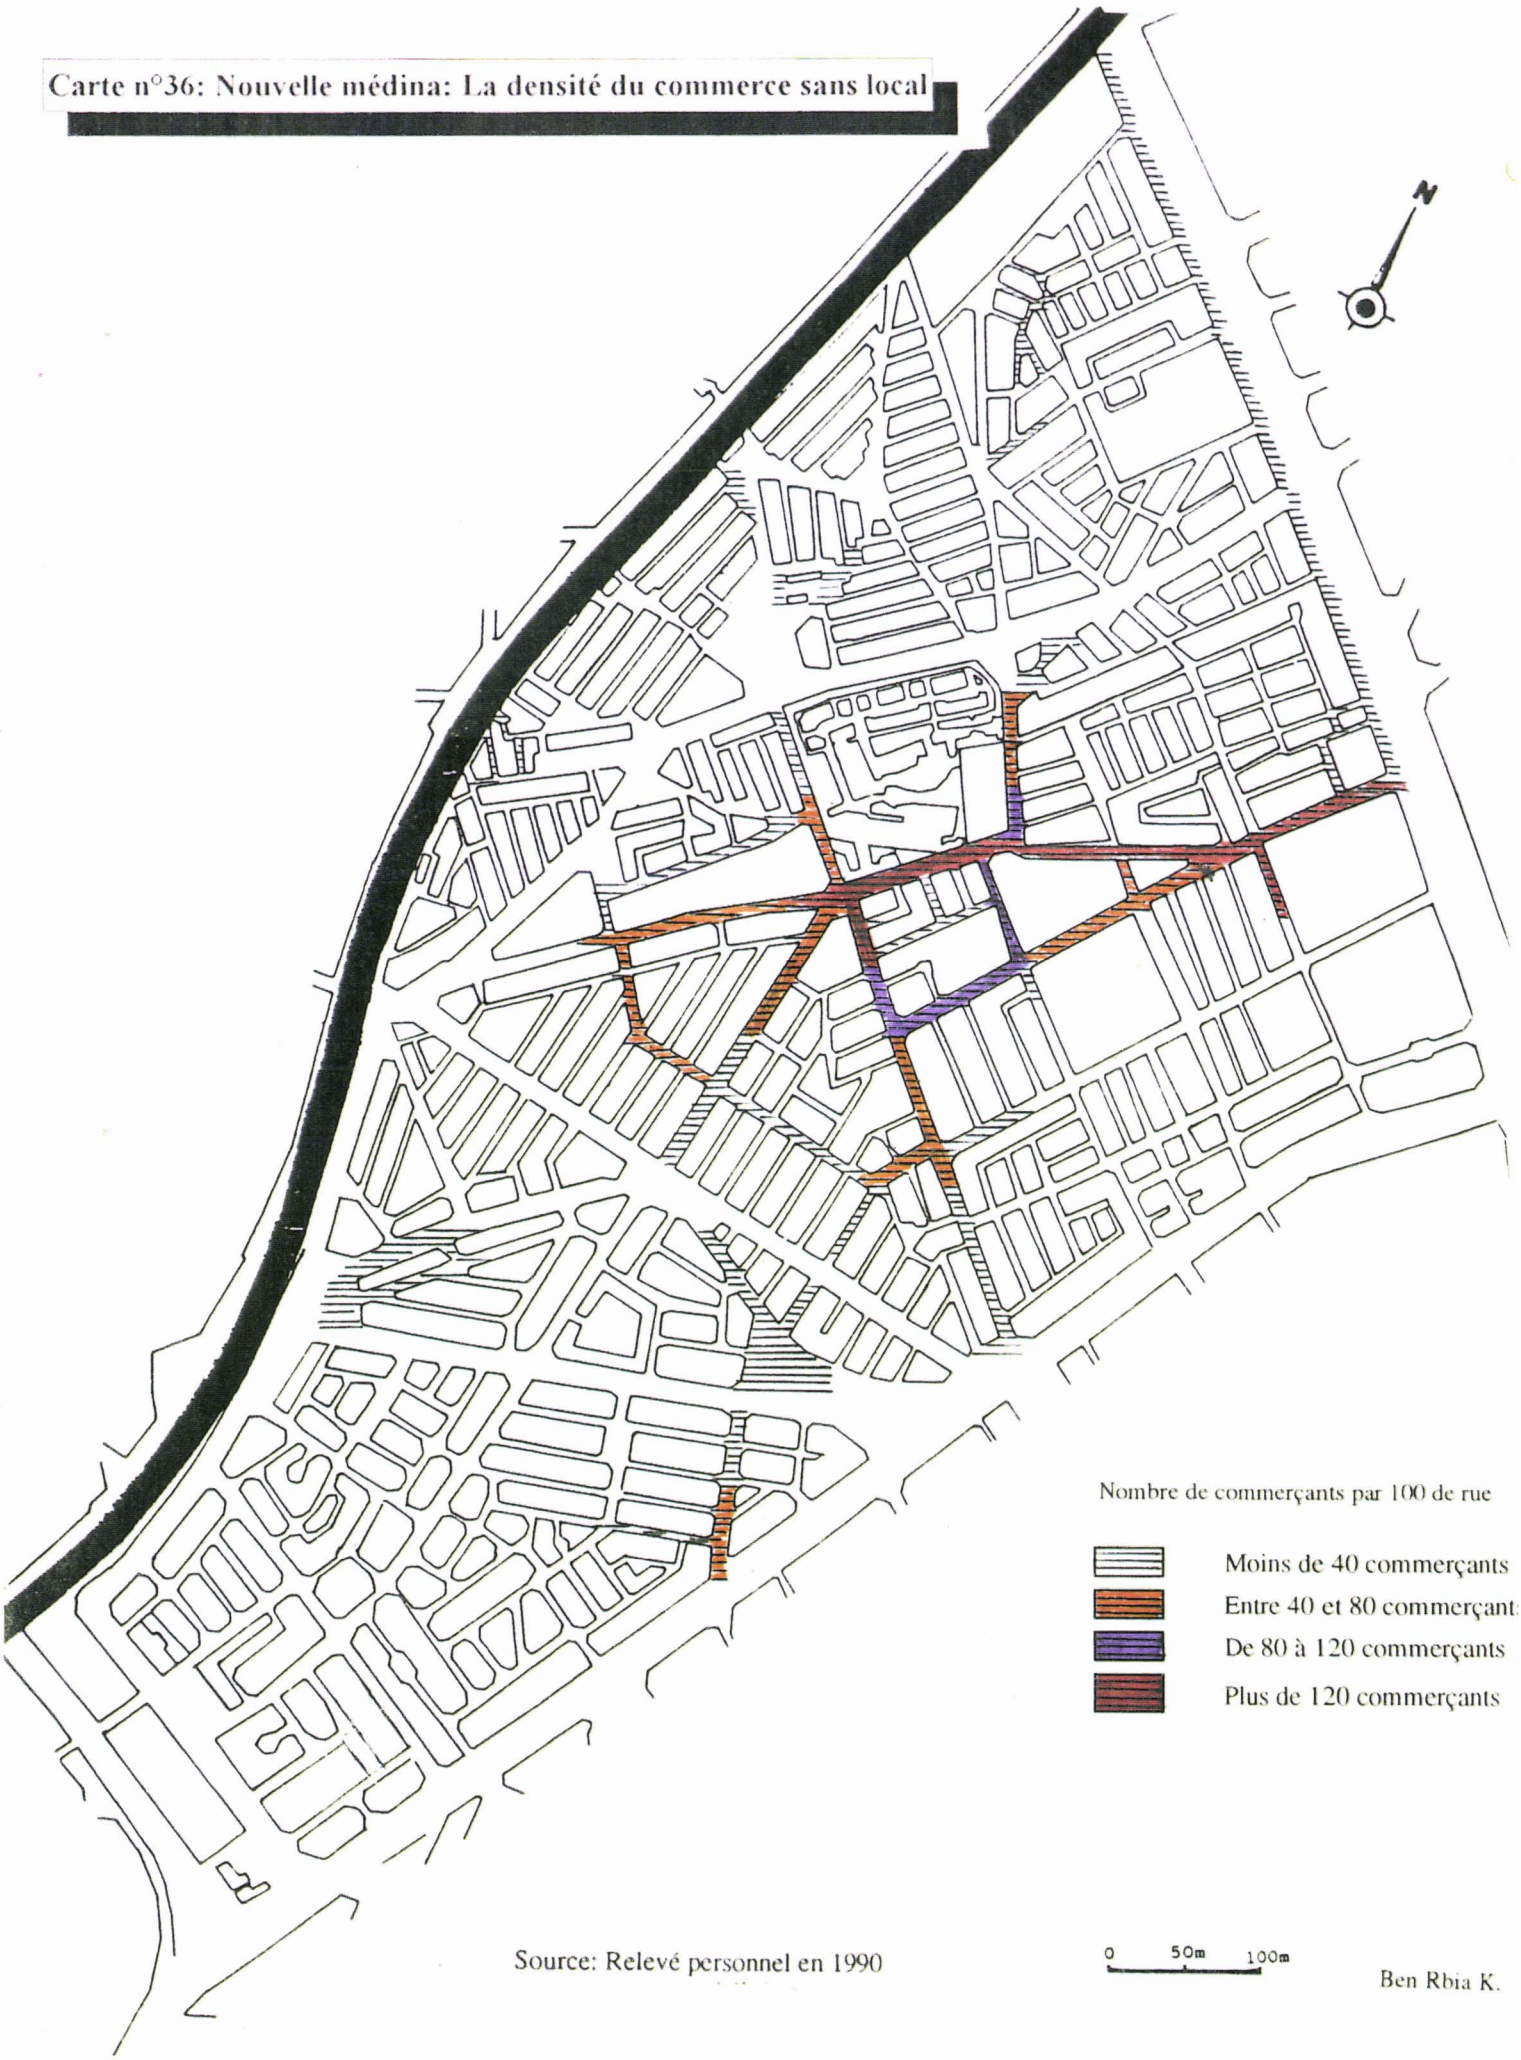 Carte n°36: Nouvelle médina: La densité du commerce sans local
N
Nombre de commerçants par 100 de rue
Moins de 40 commerçants
Entre 40 et 80 commerçants
De 80 à 120 commerçants
Plus de 120 commerçants
Source: Relevé personnel en 1990
0 50m 100m
Ben Rbia K.